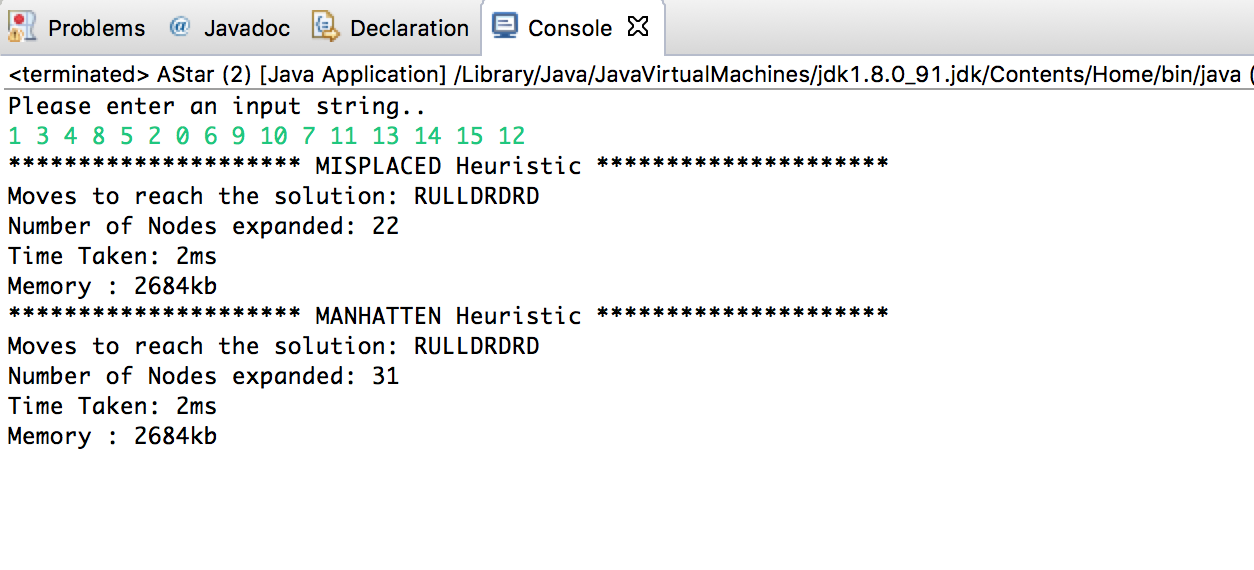 Problems @ Javadoc Declaration Console
<terminated> AStar (2) [Java Application] /Library/Java/JavaVirtualMachines/jdk1.8.0_91.jdk/Contents/Home/bin/java (
Please enter an input string..
1 3 4 8 5 2 0 6 9 10 7 11 13 14 15 12
********************* MISPLACED Heuristic *********************
Moves to reach the solution: RULLDRDRD
Number of Nodes expanded: 22
Time Taken: 2ms
Memory : 2684kb
********************* MANHATTEN Heuristic *********************
Moves to reach the solution: RULLDRDRD
Number of Nodes expanded: 31
Time Taken: 2ms
Memory : 2684kb